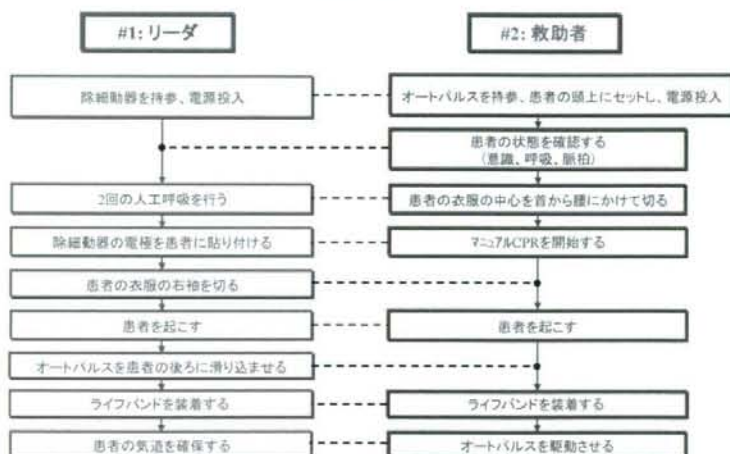 #1: リーダ
#2: 救助者
除細動器を持参、電源投入
オートパルスを持参、患者の頭上にセットし、電源投入
患者の状態を確認する
(意識、呼吸、脈拍)
2回の人工呼吸を行う
患者の衣服の中心を首から腰にかけて切る
除細動器の電極を患者に貼り付ける
マニュアルCPRを開始する
患者の衣服の右袖を切る
患者を起こす
患者を起こす
オートパルスを患者の後ろに滑り込ませる
ライフバンドを装着する
ライフバンドを装着する
患者の気道を確保する
オートパルスを駆動させる